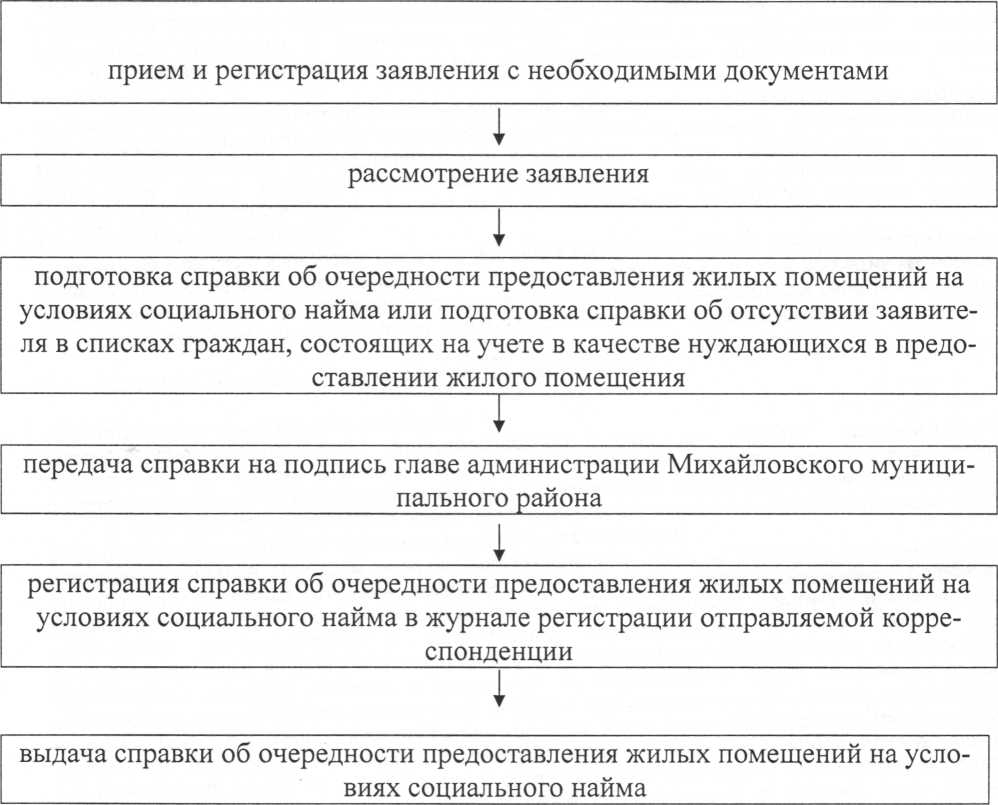 прием и регистрация заявления с необходимыми документами
рассмотрение заявления
подготовка справки об очередности предоставления жилых помещений на
условиях социального найма или подготовка справки об отсутствии заявите-
ля в списках граждан, состоящих на учете в качестве нуждающихся в предо-
ставлении жилого помещения
передача справки на подпись главе администрации Михайловского муници-
пального района
регистрация справки об очередности предоставления жилых помещений на
условиях социального найма в журнале регистрации отправляемой корре-
спонденции
выдача справки об очередности предоставления жилых помещений на усло-
виях социального найма